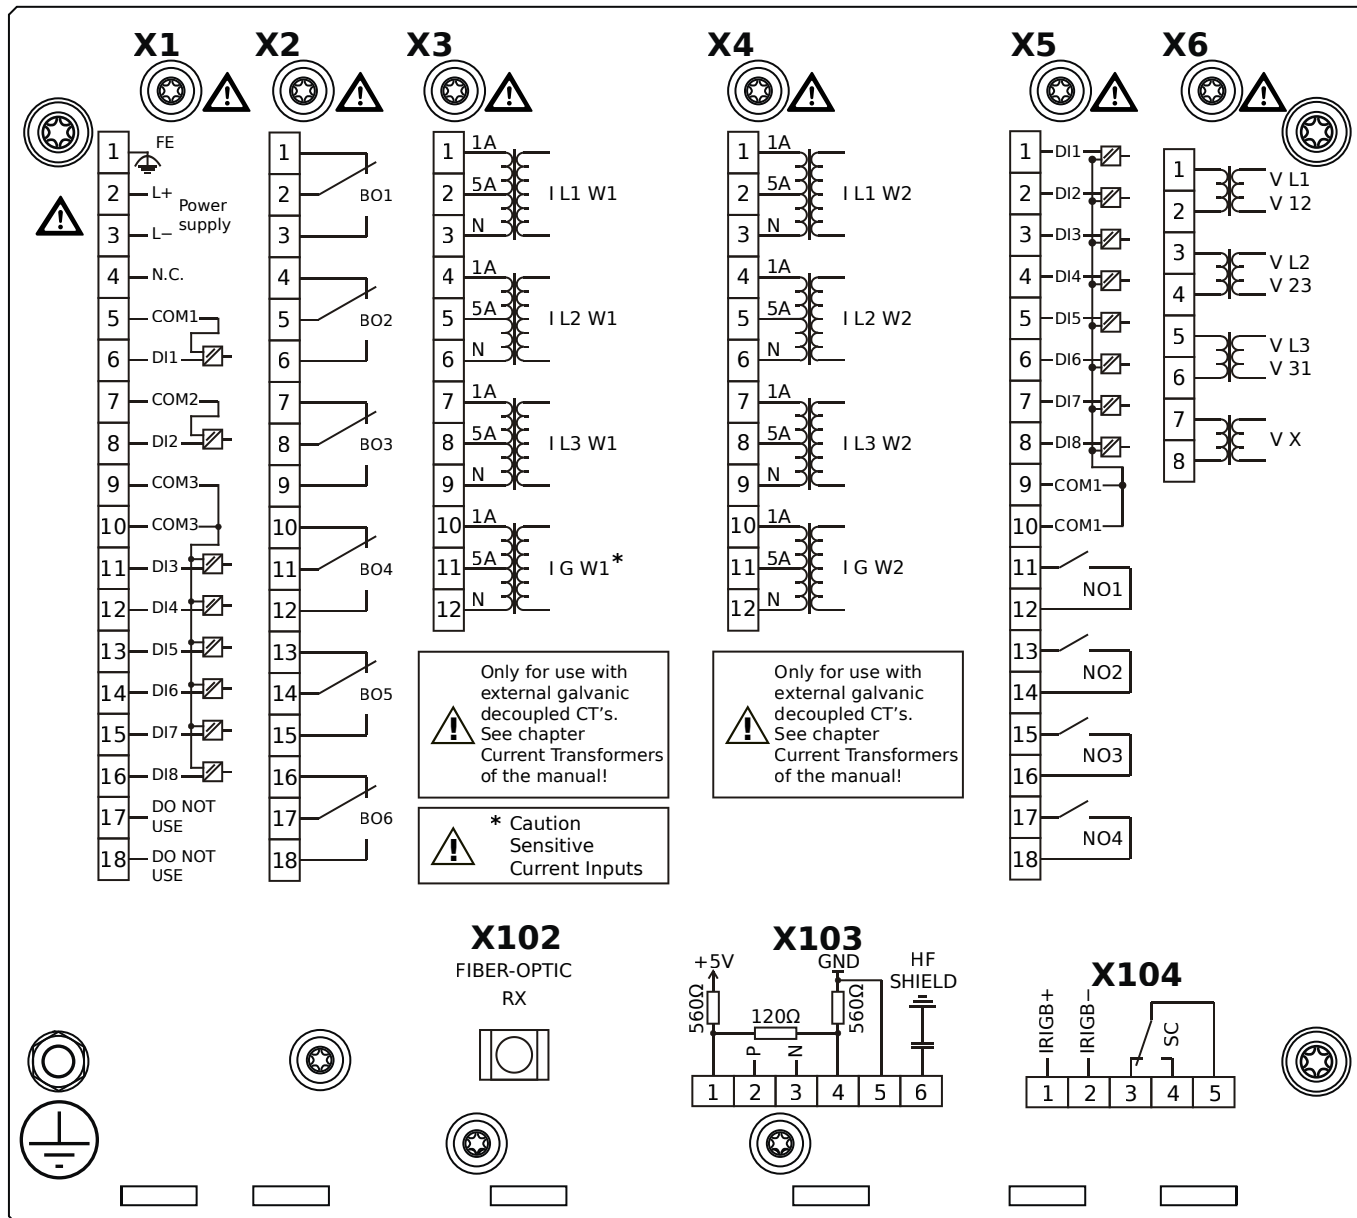 X1
X2
X3
X4
X5
X6
1 FE
2 L+ Power
supply
3 L−
4 N.C.
5 COM1
6 DI1
7 COM2
8 DI2
9 COM3
10 COM3
11 DI3
12 DI4
13 DI5
14 DI6
15 DI7
16 DI8
17 DO NOT
USE
18 DO NOT
USE
1
2 BO1
3
4
5 BO2
6
7
8 BO3
9
10
11 BO4
12
13
14 BO5
15
16
17 BO6
18
1 1A
2 5A I L1 W1
3 N
4 1A
5 5A I L2 W1
6 N
7 1A
8 5A I L3 W1
9 N
10 1A
11 5A I G W1*
12 N
Only for use with
external galvanic
decoupled CT's.
See chapter
Current Transformers
of the manual!
* Caution
Sensitive
Current Inputs
1 1A
2 5A I L1 W2
3 N
4 1A
5 5A I L2 W2
6 N
7 1A
8 5A I L3 W2
9 N
10 1A
11 5A I G W2
12 N
Only for use with
external galvanic
decoupled CT's.
See chapter
Current Transformers
of the manual!
1 DI1
2 DI2
3 DI3
4 DI4
5 DI5
6 DI6
7 DI7
8 DI8
9 COM1
10 COM1
11
NO1
12
13
NO2
14
15
NO3
16
17
NO4
18
1 V L1
2 V 12
3 V L2
4 V 23
5 V L3
6 V 31
7
V X
8
X102
FIBER-OPTIC
RX
X103
+5V GND HF
SHIELD
560Ω 120Ω 560Ω
P N
1 2 3 4 5 6
X104
IRIGB+ IRIGB− SC
1 2 3 4 5